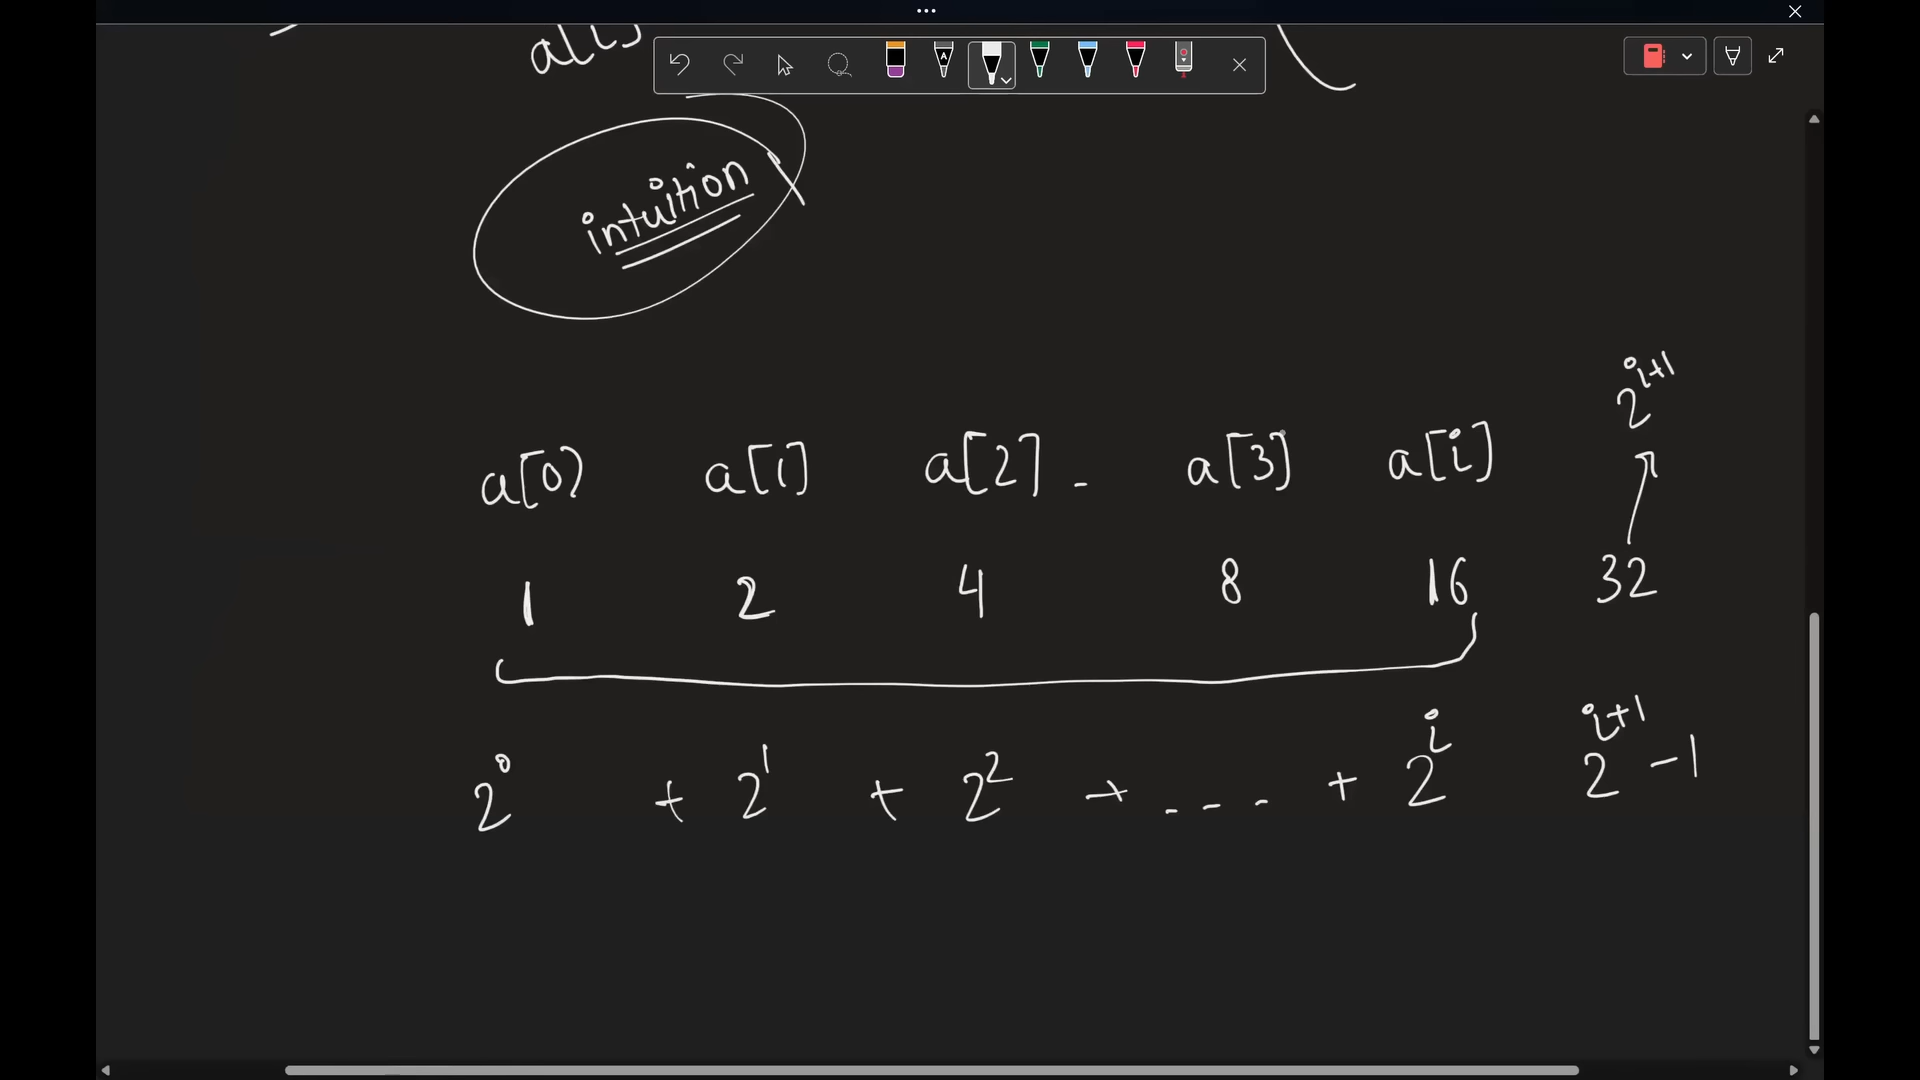 intuition
2^{i+1}
a[0) a[1] a[2] - a[3] a[i]
1 2 4 8 16 32
2^0 + 2^1 + 2^2 + - - - + 2^i 2^{i+1} - 1